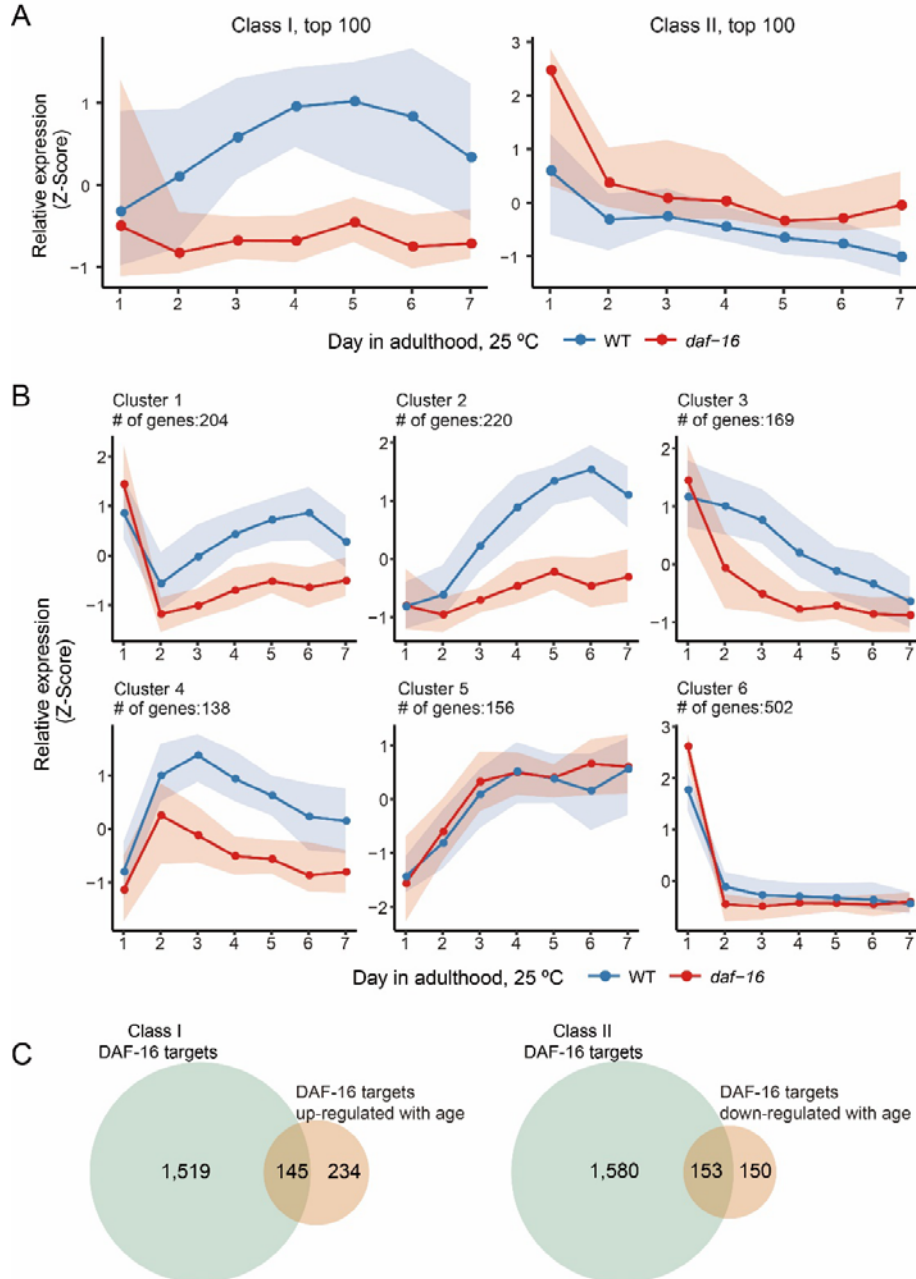 A
Class I, top 100
Class II, top 100
Relative expression
(Z-Score)
1
0
−1
3
2
1
0
−1
1 2 3 4 5 6 7
1 2 3 4 5 6 7
Day in adulthood, 25 ºC WT daf-16
B
Cluster 1
# of genes:204
Cluster 2
# of genes:220
Cluster 3
# of genes:169
2
1
0
−1
2
1
0
−1
2
1
0
−1
1 2 3 4 5 6 7
1 2 3 4 5 6 7
1 2 3 4 5 6 7
Relative expression
(Z-Score)
Cluster 4
# of genes:138
Cluster 5
# of genes:156
Cluster 6
# of genes:502
1
0
−1
1
0
−1
−2
3
2
1
0
1 2 3 4 5 6 7
1 2 3 4 5 6 7
1 2 3 4 5 6 7
Day in adulthood, 25 ºC WT daf-16
C
Class I
DAF-16 targets
DAF-16 targets
up-regulated with age
1,519
145
234
Class II
DAF-16 targets
DAF-16 targets
down-regulated with age
1,580
153
150